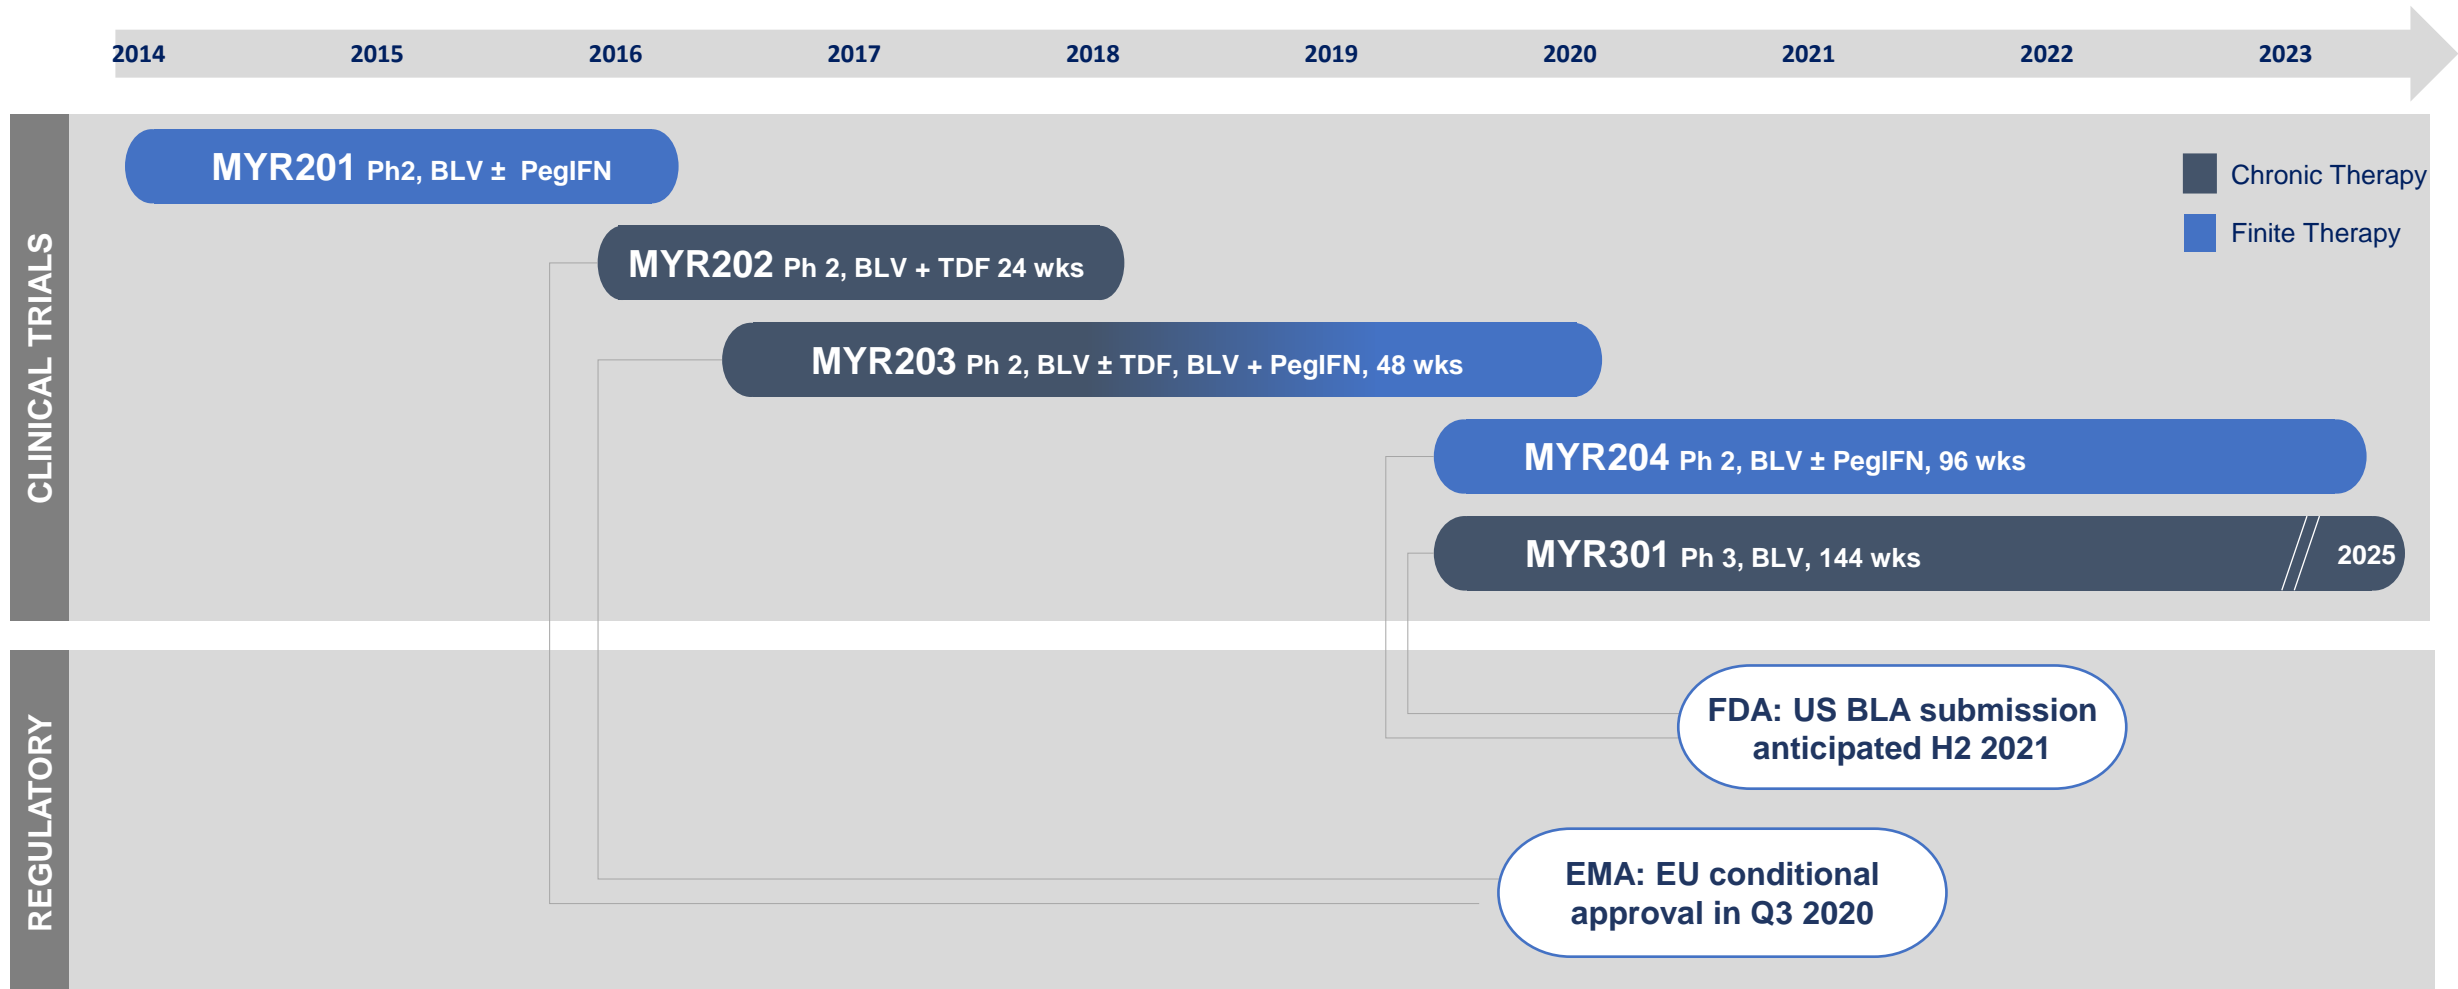 2014 2015 2016 2017 2018 2019 2020 2021 2022 2023
CLINICAL TRIALS
MYR201 Ph2, BLV ± PegIFN
Chronic Therapy
Finite Therapy
MYR202 Ph 2, BLV + TDF 24 wks
MYR203 Ph 2, BLV ± TDF, BLV + PegIFN, 48 wks
MYR204 Ph 2, BLV ± PegIFN, 96 wks
MYR301 Ph 3, BLV, 144 wks
2025
REGULATORY
FDA: US BLA submission
anticipated H2 2021
EMA: EU conditional
approval in Q3 2020